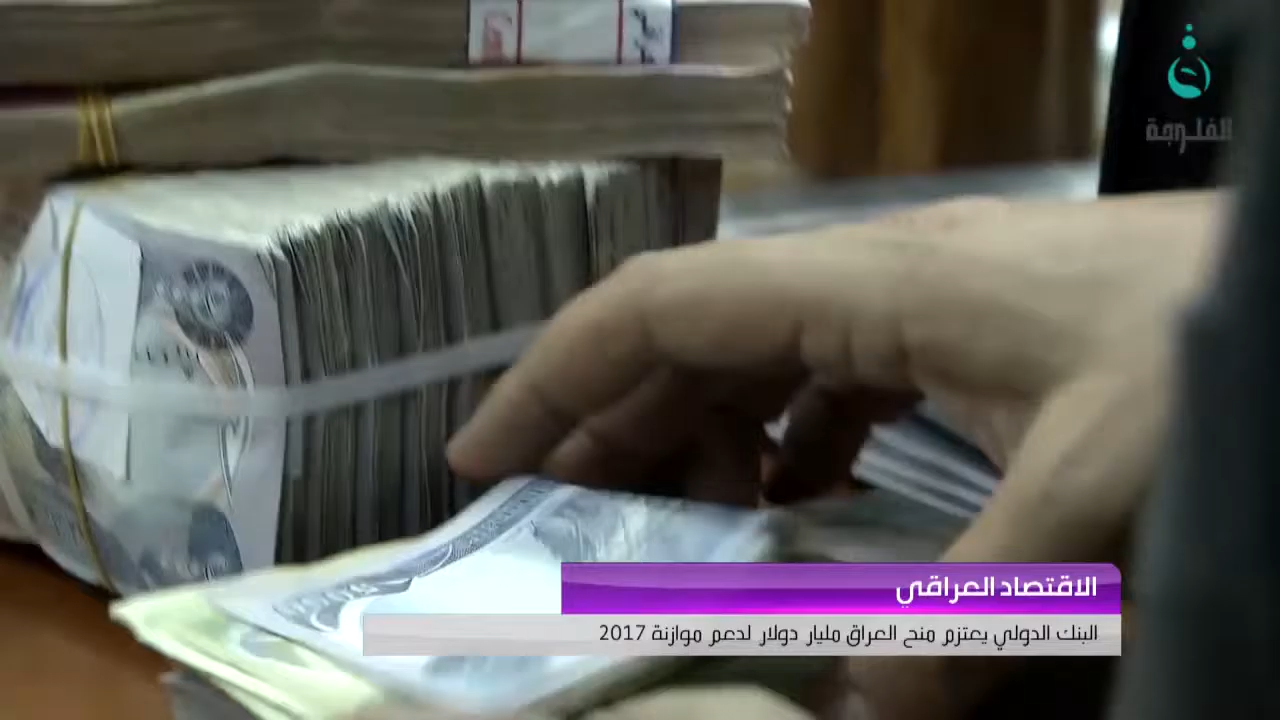 الفلوجة
الاقتصاد العراقي
البنك الدولي يعتزم منح العراق مليار دولار لدعم موازنة 2017